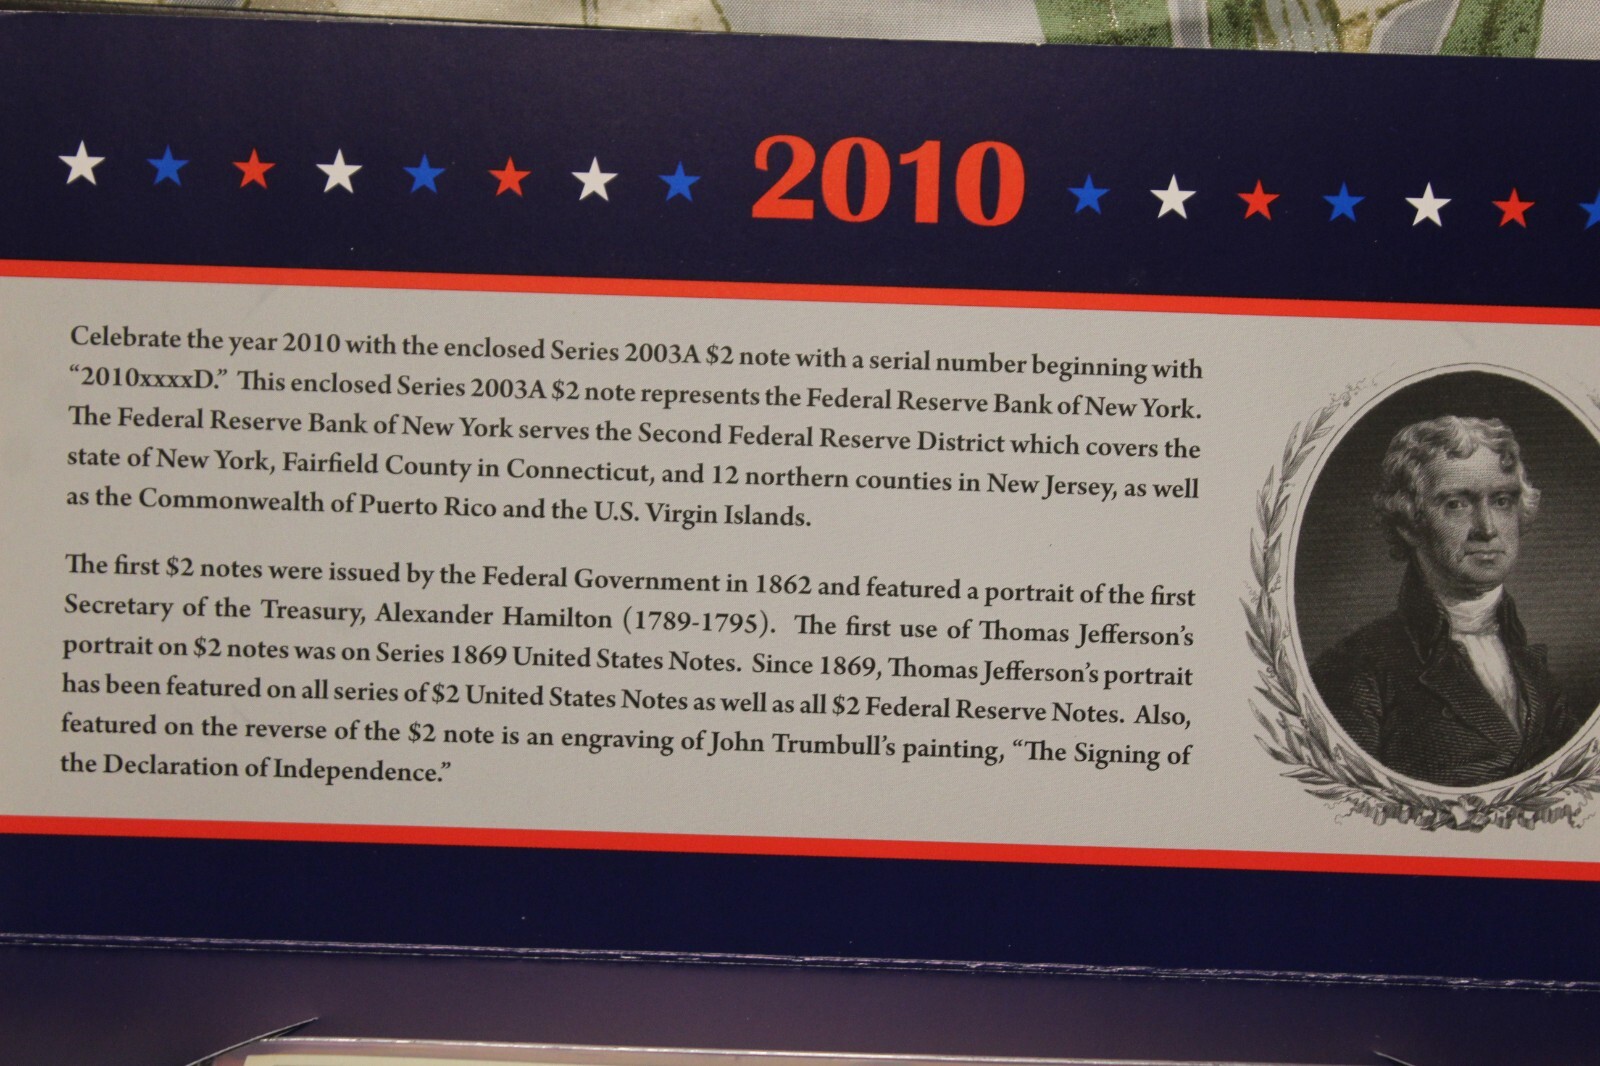 2010
Celebrate the year 2010 with the enclosed Series 2003A $2 note with a serial number beginning with
“2010xxxxD.” This enclosed Series 2003A $2 note represents the Federal Reserve Bank of New York.
The Federal Reserve Bank of New York serves the Second Federal Reserve District which covers the
state of New York, Fairfield County in Connecticut, and 12 northern counties in New Jersey, as well
as the Commonwealth of Puerto Rico and the U.S. Virgin Islands.
The first $2 notes were issued by the Federal Government in 1862 and featured a portrait of the first
Secretary of the Treasury, Alexander Hamilton (1789-1795). The first use of Thomas Jefferson’s
portrait on $2 notes was on Series 1869 United States Notes. Since 1869, Thomas Jefferson’s portrait
has been featured on all series of $2 United States Notes as well as all $2 Federal Reserve Notes. Also,
featured on the reverse of the $2 note is an engraving of John Trumbull’s painting, “The Signing of
the Declaration of Independence.”